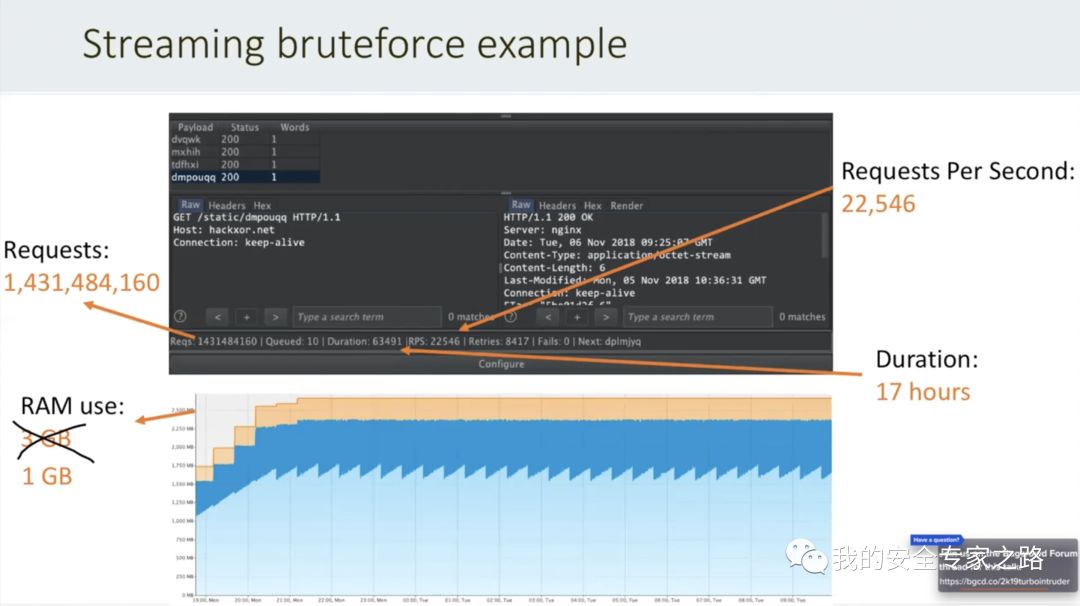 Streaming bruteforce example
Payload Status Words
dvqwk 200 1
mxhih 200 1
tdfhxi 200 1
dmpouqq 200 1
Raw Headers Hex
GET /static/dmpouqq HTTP/1.1
Host: hackxor.net
Connection: keep-alive
? < + > Type a search term 0 matches
Raw Headers Hex Render
HTTP/1.1 200 OK
Server: nginx
Date: Tue, 06 Nov 2018 09:25:07 GMT
Content-Type: application/octet-stream
Content-Length: 6
Last-Modified: Mon, 05 Nov 2018 10:36:31 GMT
Connection: keep-alive
? < + > Type a search term 0 matches
Reqs: 1431484160 | Queued: 10 | Duration: 63491 |RPS: 22546 | Retries: 8417 | Fails: 0 | Next: dplmjyq
Configure
Requests Per Second:
22,546
Requests:
1,431,484,160
Duration:
17 hours
RAM use:
3 GB
1 GB
2,500 MB
2,250 MB
2,000 MB
1,750 MB
1,500 MB
1,250 MB
1,000 MB
750 MB
500 MB
250 MB
0 MB
19:00, Mon 20:00, Mon 21:00, Mon 22:00, Mon 23:00, Mon 00:00, Tue 01:00, Tue 02:00, Tue 03:00, Tue 04:00, Tue 05:00, Tue 06:00, Tue 07:00, Tue 08:00, Tue 09:00, Tue
Have a question?
us on the Forum
thread for this talk
https://bgcd.co/2k19turbointruder
我的安全专家之路